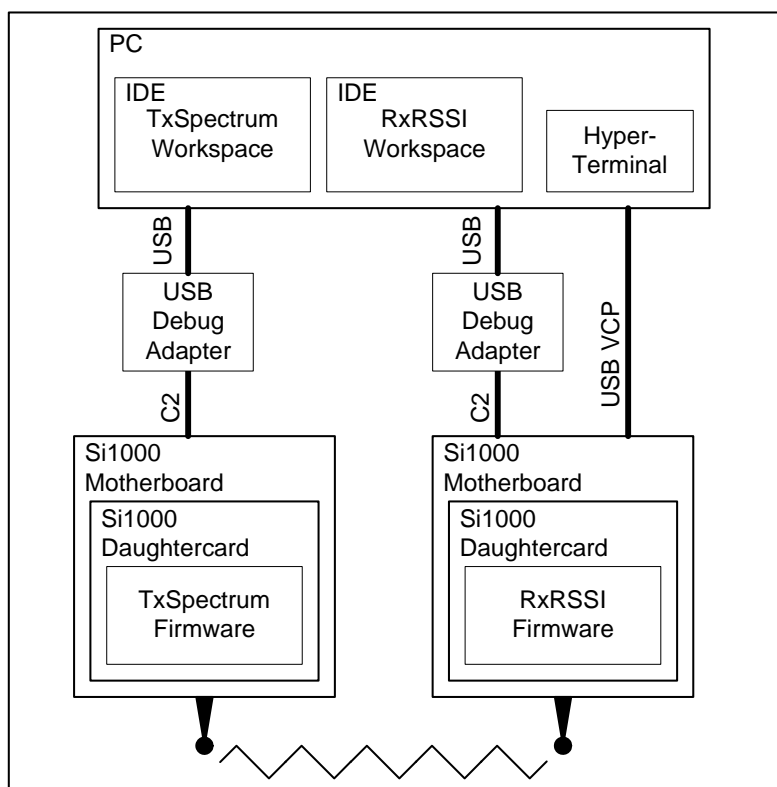 PC
IDE
TxSpectrum
Workspace
IDE
RxRSSI
Workspace
Hyper-
Terminal
USB
USB
USB VCP
USB
Debug
Adapter
USB
Debug
Adapter
C2
C2
Si1000
Motherboard
Si1000
Daughtercard
TxSpectrum
Firmware
Si1000
Motherboard
Si1000
Daughtercard
RxRSSI
Firmware